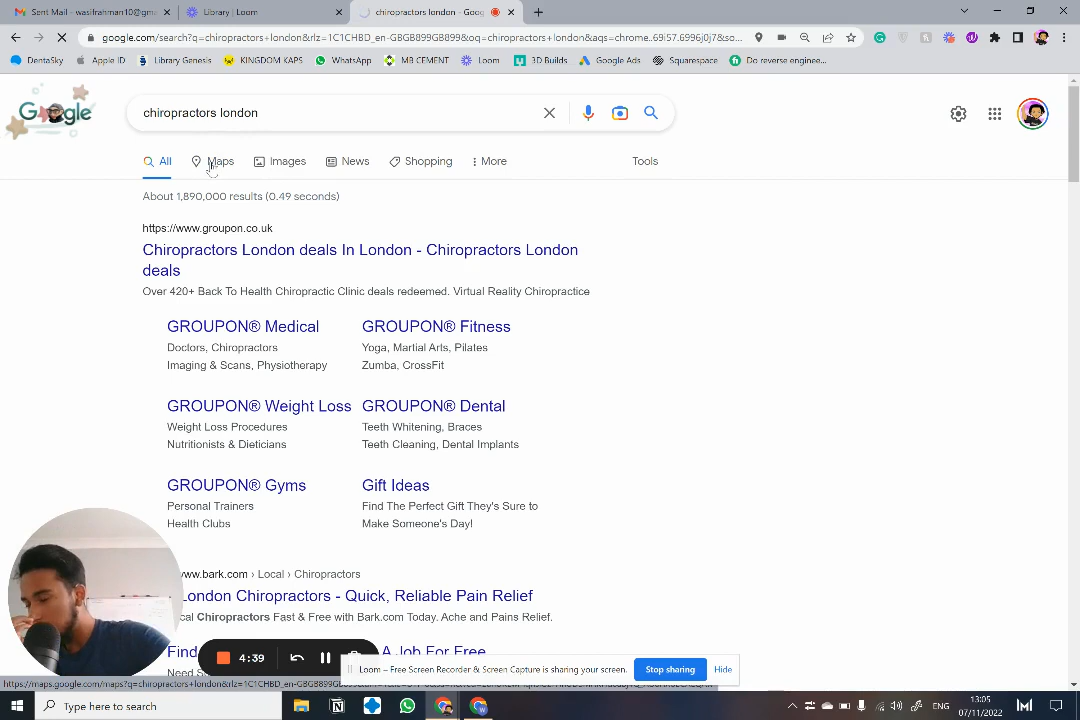 Sent Mail - wasilrahman10@gmai
Library | Loom
chiropractors london - Goog
google.com/search?q=chiropractors+london&rlz=1C1CHBD_en-GBGB899GB899&oq=chiropractors+london&aqs=chrome..69i57.6996j0j7&so...
DentaSky
Apple ID
Library Genesis
KINGDOM KAPS
WhatsApp
MB CEMENT
Loom
3D Builds
Google Ads
Squarespace
Do reverse enginee...
chiropractors london
All
Maps
Images
News
Shopping
More
Tools
About 1,890,000 results (0.49 seconds)
https://www.groupon.co.uk
Chiropractors London deals In London - Chiropractors London
deals
Over 420+ Back To Health Chiropractic Clinic deals redeemed. Virtual Reality Chiropractice
GROUPON® Medical
Doctors, Chiropractors
Imaging & Scans, Physiotherapy
GROUPON® Fitness
Yoga, Martial Arts, Pilates
Zumba, CrossFit
GROUPON® Weight Loss
Weight Loss Procedures
Nutritionists & Dieticians
GROUPON® Dental
Teeth Whitening, Braces
Teeth Cleaning, Dental Implants
GROUPON® Gyms
Personal Trainers
Health Clubs
Gift Ideas
Find The Perfect Gift They's Sure to
Make Someone's Day!
www.bark.com › Local › Chiropractors
London Chiropractors - Quick, Reliable Pain Relief
cal Chiropractors Fast & Free with Bark.com Today. Ache and Pains Relief.
Find
A Job For Free
Need S
4:39
Loom – Free Screen Recorder & Screen Capture is sharing your screen.
Stop sharing
Hide
Type here to search
ENG
13:05
07/11/2022